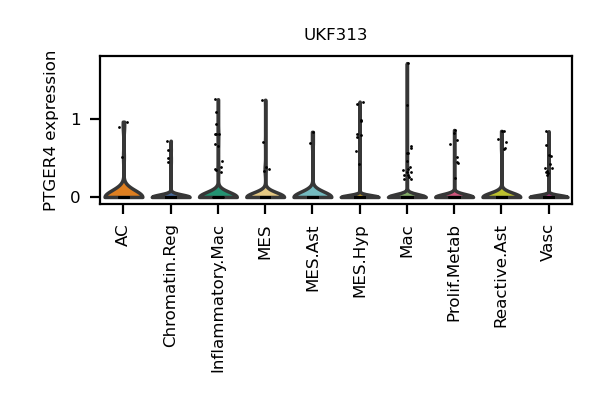 UKF313
PTGER4 expression
1
0
AC
Chromatin.Reg
Inflammatory.Mac
MES
MES.Ast
MES.Hyp
Mac
Prolif.Metab
Reactive.Ast
Vasc